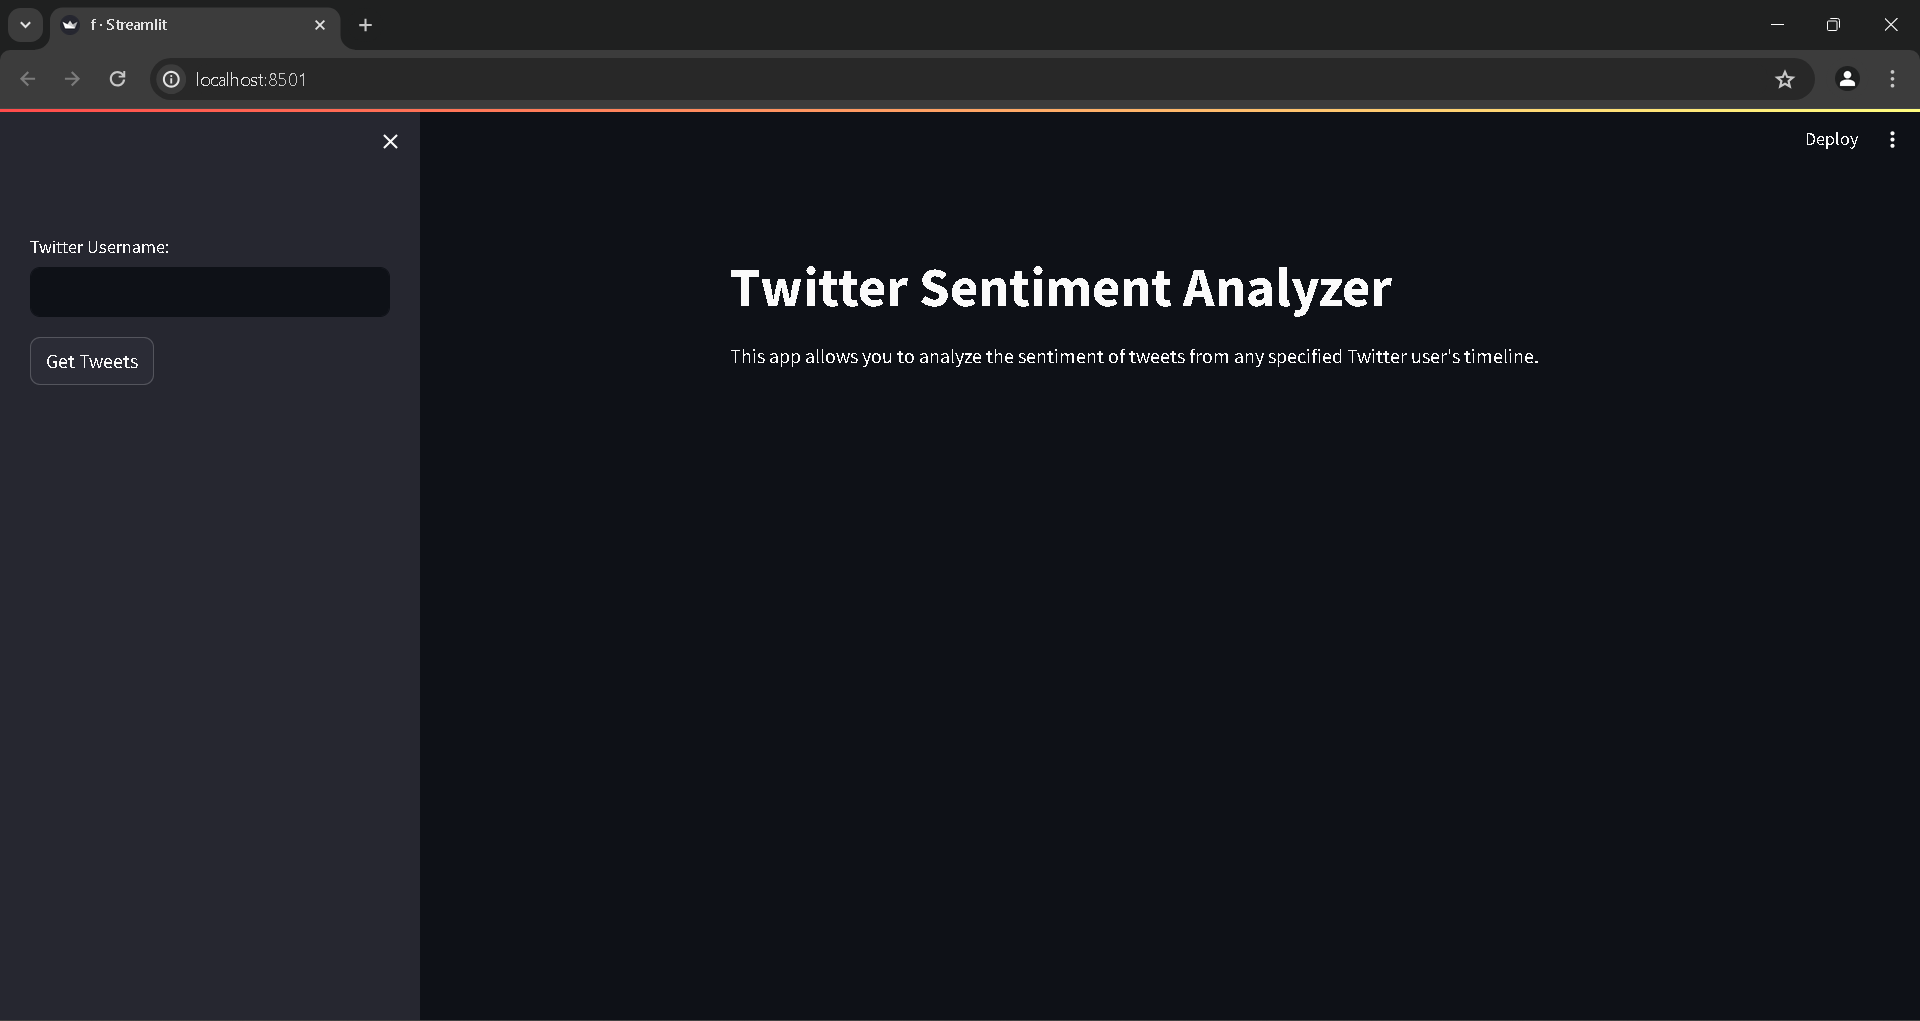 f · Streamlit
localhost:8501
Deploy
Twitter Username:
Get Tweets
Twitter Sentiment Analyzer
This app allows you to analyze the sentiment of tweets from any specified Twitter user's timeline.